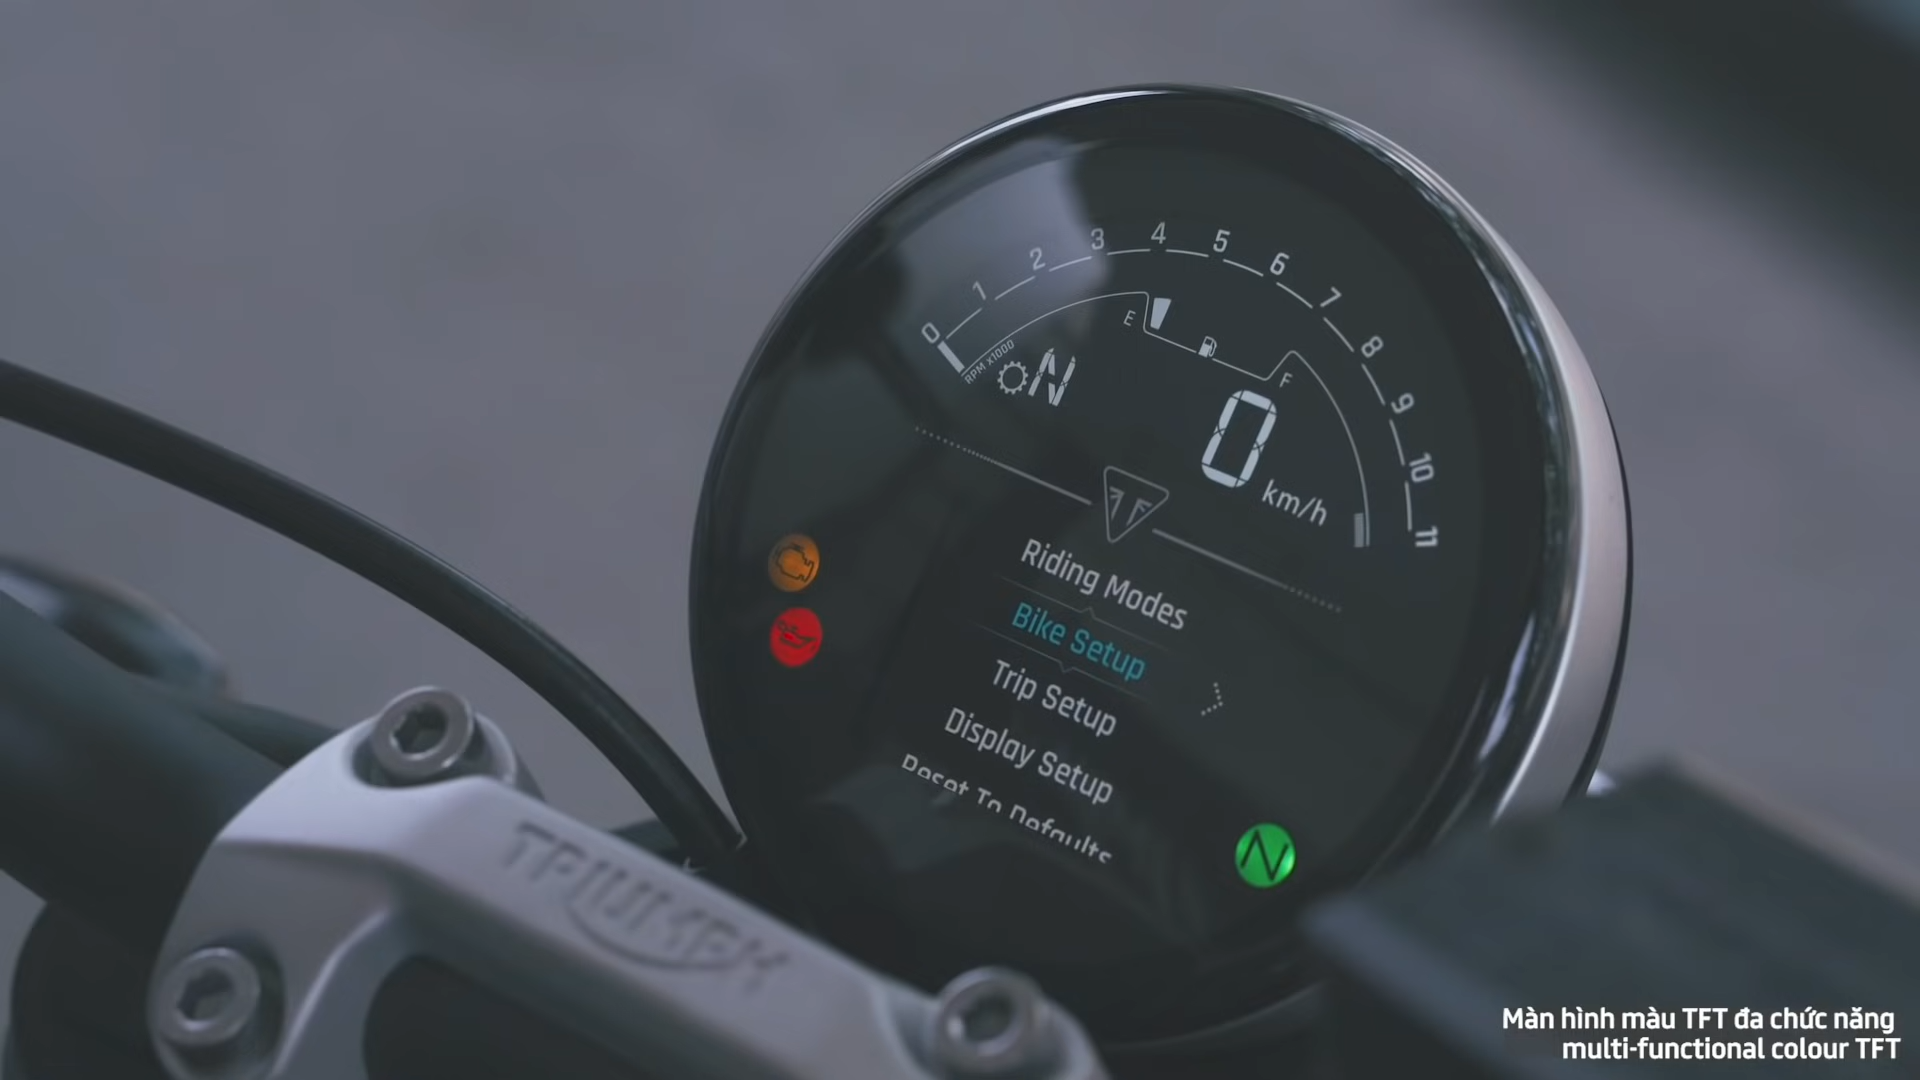 0 1 2 3 4 5 6 7 8 9 10 11
RPM x1000
E
F
N
0 km/h
Riding Modes
Bike Setup
Trip Setup
Display Setup
Reset To Defaults
N
TRIUMPH
Màn hình màu TFT đa chức năng
multi-functional colour TFT